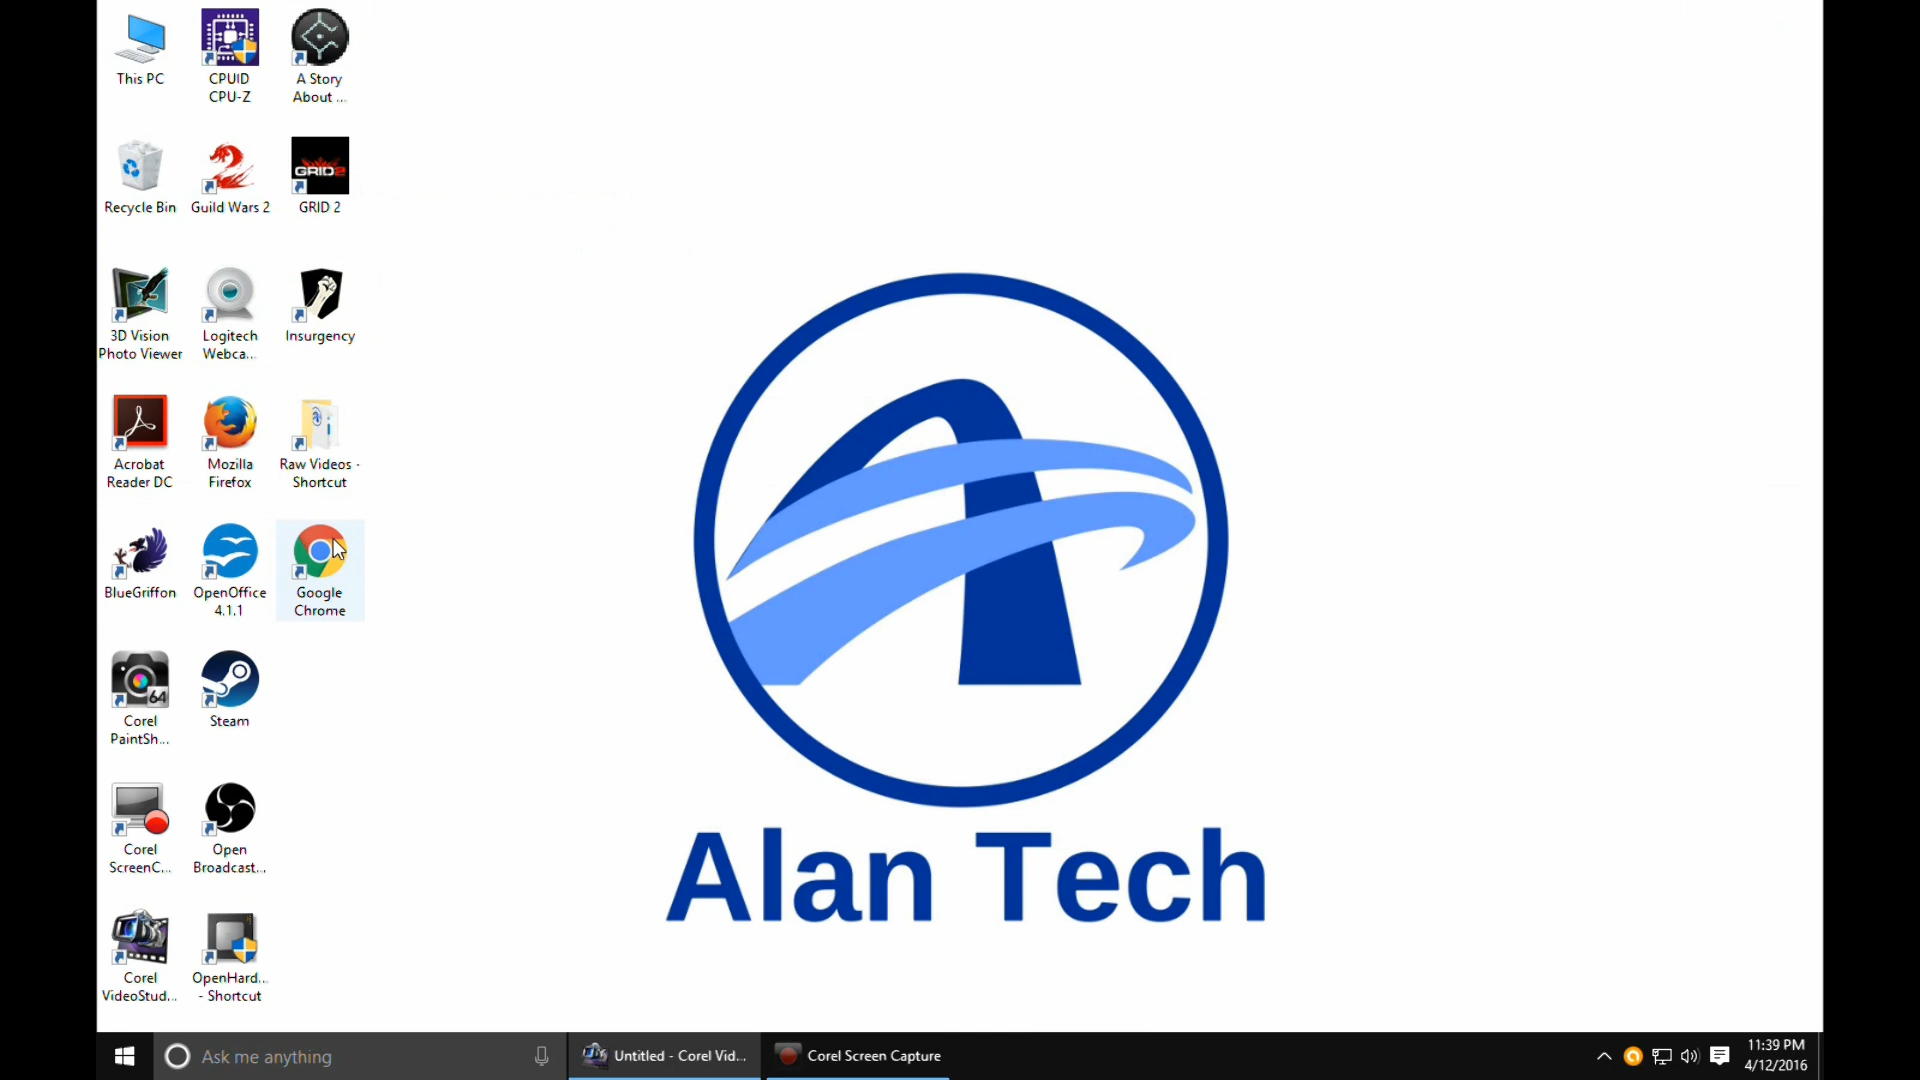 This PC
CPUID
CPU-Z
A Story
About ...
Recycle Bin
Guild Wars 2
GRID2
GRID 2
3D Vision
Photo Viewer
Logitech
Webca...
Insurgency
Acrobat
Reader DC
Mozilla
Firefox
Raw Videos -
Shortcut
BlueGriffon
OpenOffice
4.1.1
Google
Chrome
64
Corel
PaintSh...
Steam
Corel
ScreenC...
Open
Broadcast...
Corel
VideoStud...
OpenHard...
- Shortcut
Alan Tech
Ask me anything
Untitled - Corel Vid...
Corel Screen Capture
11:39 PM
4/12/2016